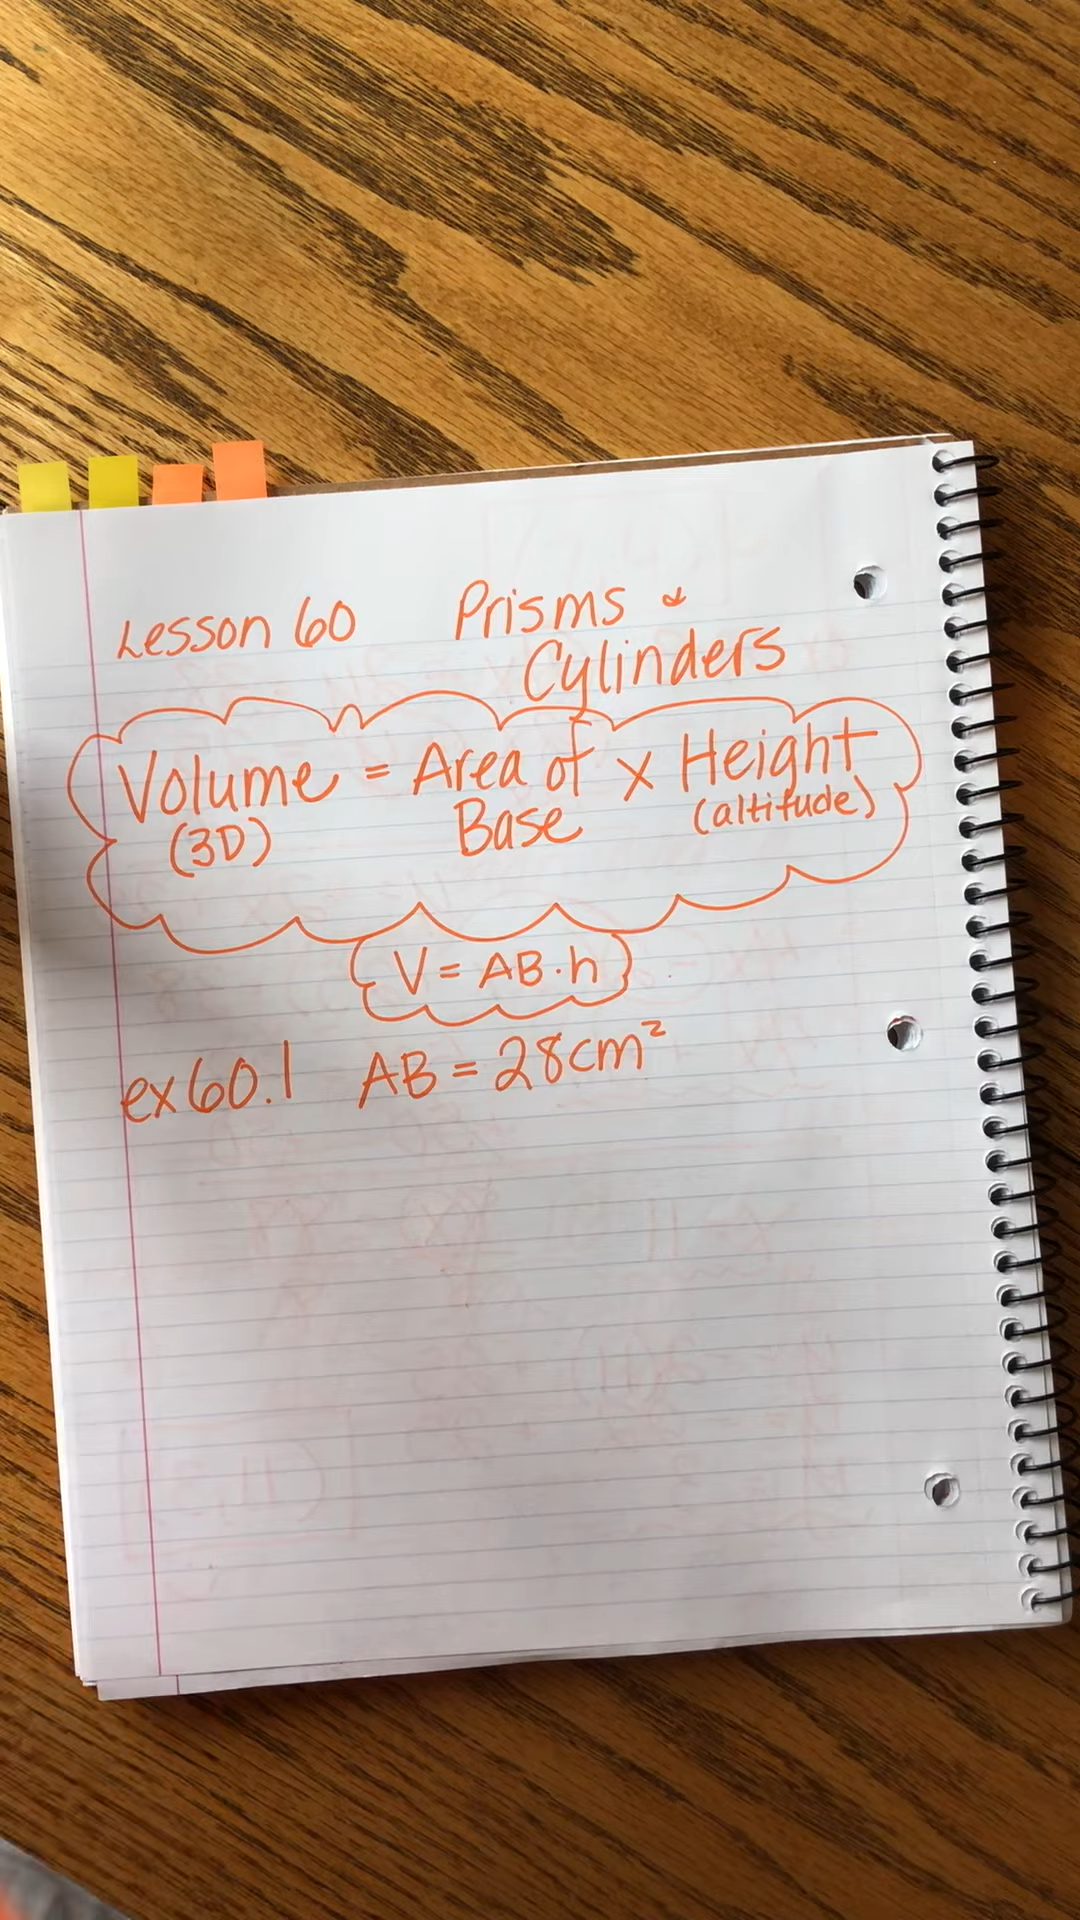 Lesson 60 Prisms &
Cylinders
Volume = Area of x Height
(3D) Base (altitude)
V = AB · h
ex 60.1 AB = 28cm²